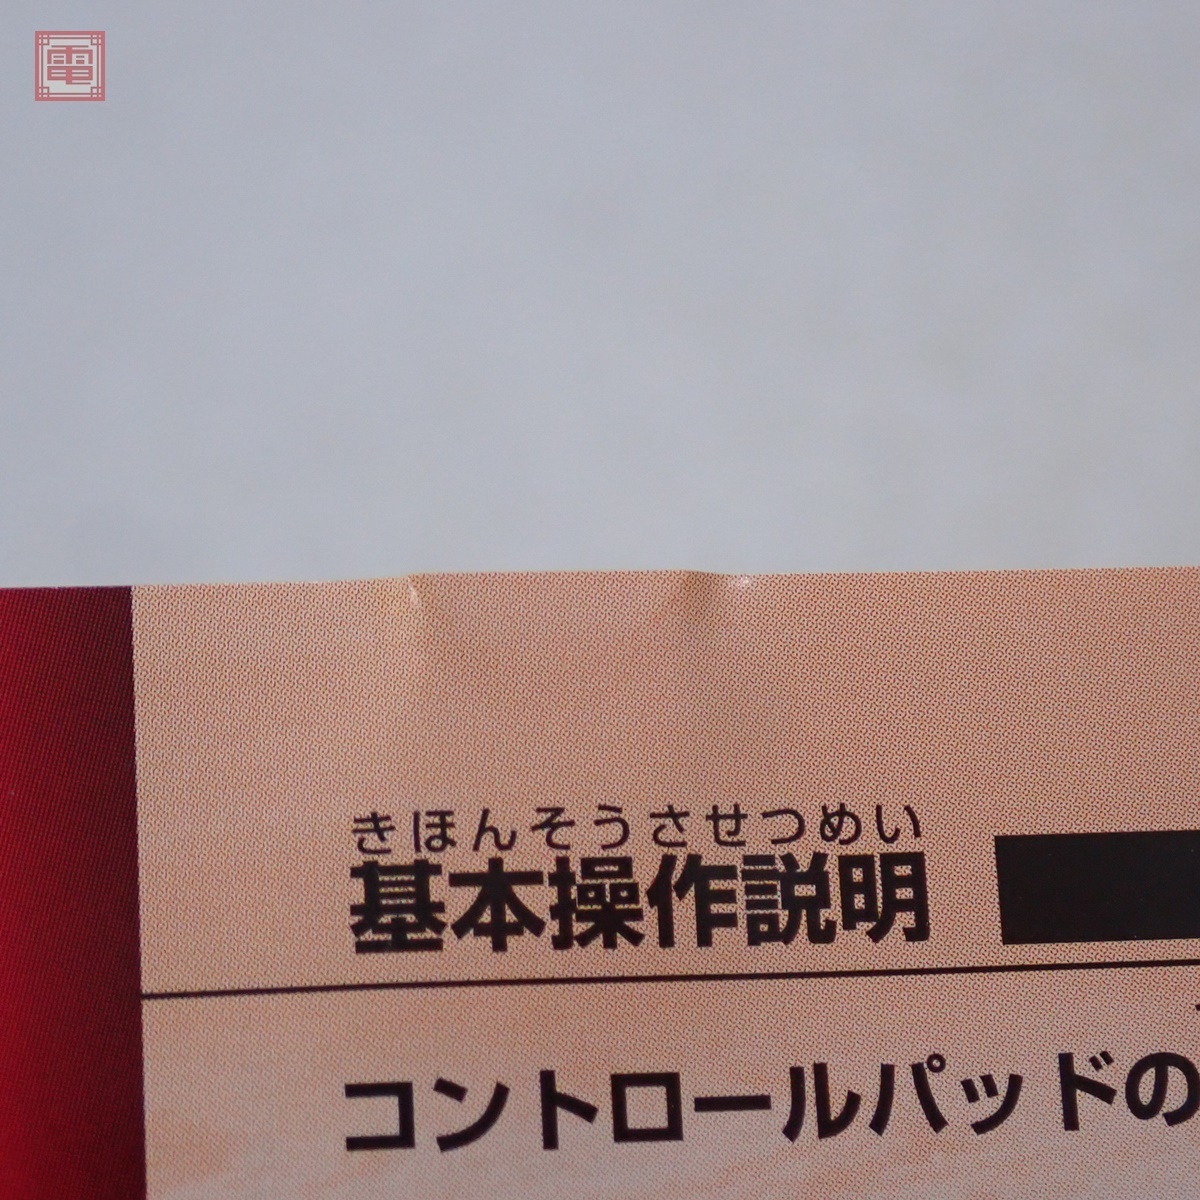 電
きほんそうさせつめい
基本操作説明
コントロールパッドの